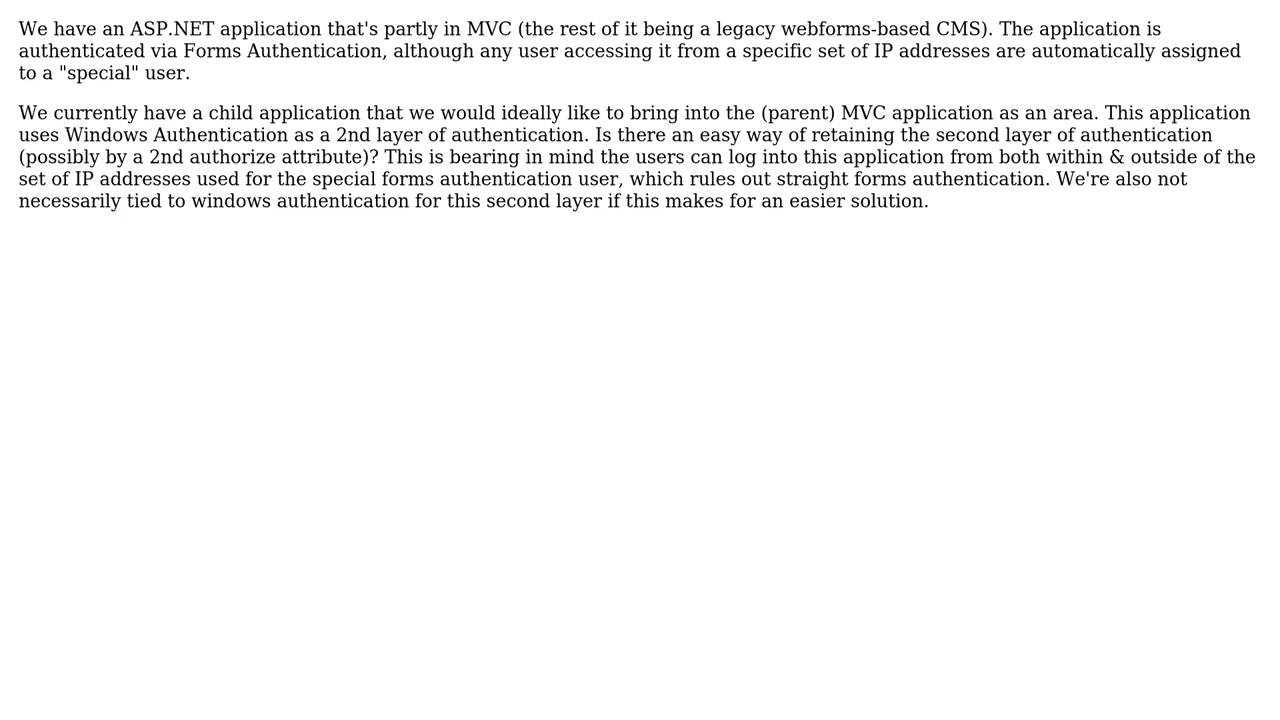 We have an ASP.NET application that's partly in MVC (the rest of it being a legacy webforms-based CMS). The application is
authenticated via Forms Authentication, although any user accessing it from a specific set of IP addresses are automatically assigned
to a "special" user.
We currently have a child application that we would ideally like to bring into the (parent) MVC application as an area. This application
uses Windows Authentication as a 2nd layer of authentication. Is there an easy way of retaining the second layer of authentication
(possibly by a 2nd authorize attribute)? This is bearing in mind the users can log into this application from both within & outside of the
set of IP addresses used for the special forms authentication user, which rules out straight forms authentication. We're also not
necessarily tied to windows authentication for this second layer if this makes for an easier solution.